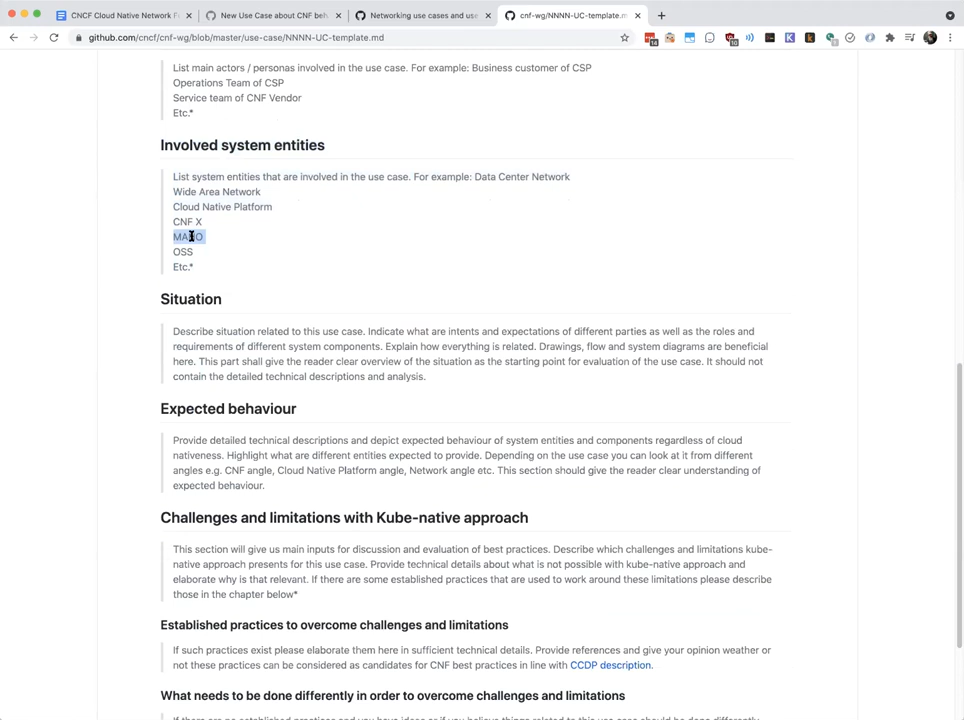 CNCF Cloud Native Network F
New Use Case about CNF beh
Networking use cases and use
cnf-wg/NNNN-UC-template.md
github.com/cncf/cnf-wg/blob/master/use-case/NNNN-UC-template.md
List main actors / personas involved in the use case. For example: Business customer of CSP
Operations Team of CSP
Service team of CNF Vendor
Etc.*
Involved system entities
List system entities that are involved in the use case. For example: Data Center Network
Wide Area Network
Cloud Native Platform
CNF X
MANO
OSS
Etc.*
Situation
Describe situation related to this use case. Indicate what are intents and expectations of different parties as well as the roles and
requirements of different system components. Explain how everything is related. Drawings, flow and system diagrams are beneficial
here. This part shall give the reader clear overview of the situation as the starting point for evaluation of the use case. It should not
contain the detailed technical descriptions and analysis.
Expected behaviour
Provide detailed technical descriptions and depict expected behaviour of system entities and components regardless of cloud
nativeness. Highlight what are different entities expected to provide. Depending on the use case you can look at it from different
angles e.g. CNF angle, Cloud Native Platform angle, Network angle etc. This section should give the reader clear understanding of
expected behaviour.
Challenges and limitations with Kube-native approach
This section will give us main inputs for discussion and evaluation of best practices. Describe which challenges and limitations kube-
native approach presents for this use case. Provide technical details about what is not possible with kube-native approach and
elaborate why is that relevant. If there are some established practices that are used to work around these limitations please describe
those in the chapter below*
Established practices to overcome challenges and limitations
If such practices exist please elaborate them here in sufficient technical details. Provide references and give your opinion weather or
not these practices can be considered as candidates for CNF best practices in line with CCDP description.
What needs to be done differently in order to overcome challenges and limitations